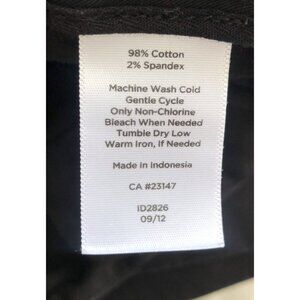 98% Cotton
2% Spandex
Machine Wash Cold
Gentle Cycle
Only Non-Chlorine
Bleach When Needed
Tumble Dry Low
Warm Iron, If Needed
Made In Indonesia
CA #23147
ID2826
09/12